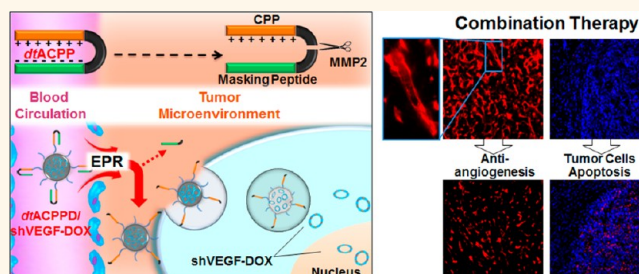 CPP
+++++
dtACPP
MMP2
Masking Peptide
Blood
Circulation
Tumor
Microenvironment
EPR
dtACPPD/
shVEGF-DOX
shVEGF-DOX
Nucleus
Combination Therapy
Anti-
angiogenesis
Tumor Cells
Apoptosis